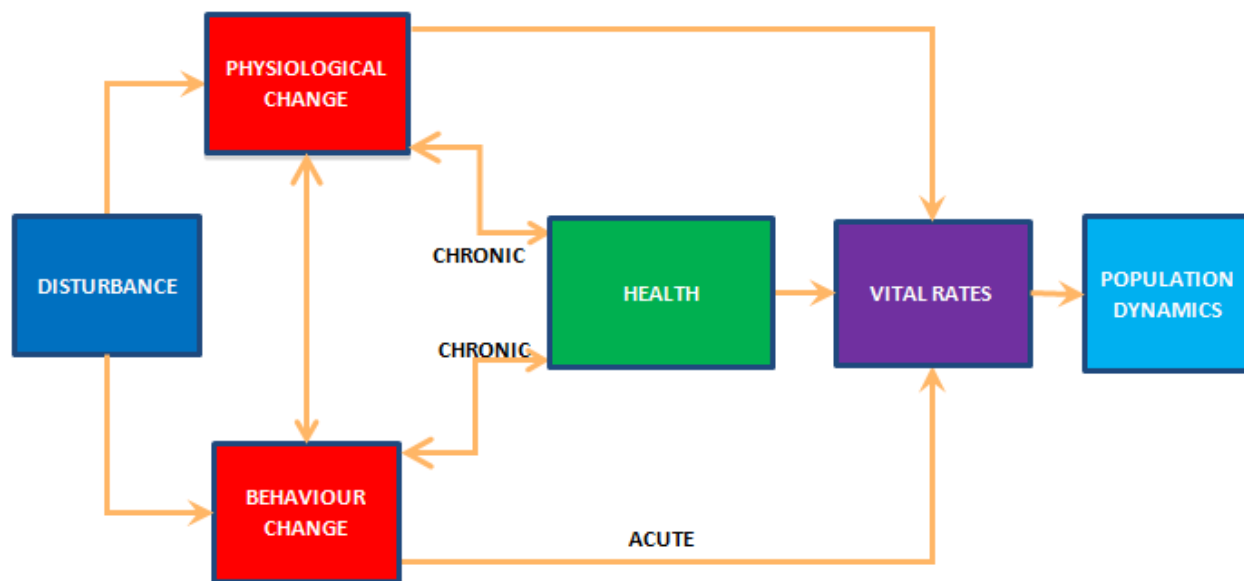 PHYSIOLOGICAL
CHANGE
DISTURBANCE
CHRONIC
HEALTH
VITAL RATES
POPULATION
DYNAMICS
CHRONIC
BEHAVIOUR
CHANGE
ACUTE